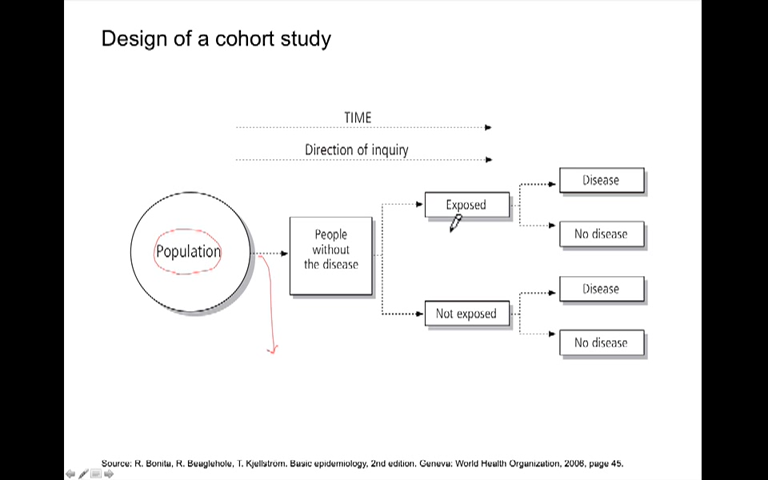 Design of a cohort study
TIME
Direction of inquiry
Population
People
without
the disease
Exposed
Not exposed
Disease
No disease
Disease
No disease
Source: R. Bonita, R. Beaglehole, T. Kjellström. Basic epidemiology, 2nd edition. Geneva: World Health Organization, 2006, page 45.